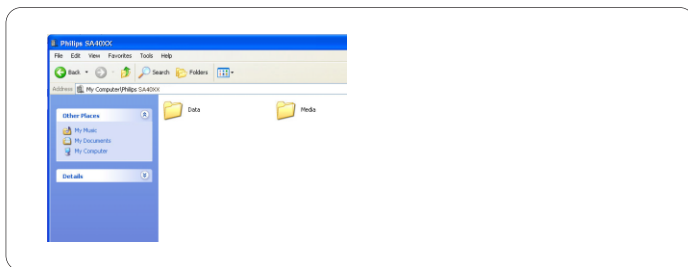 Philips SA40XX
File Edit View Favorites Tools Help
Back Search Folders
Address My Computer\Philips SA40XX
Other Places
My Music
My Documents
My Computer
Details
Data
Media